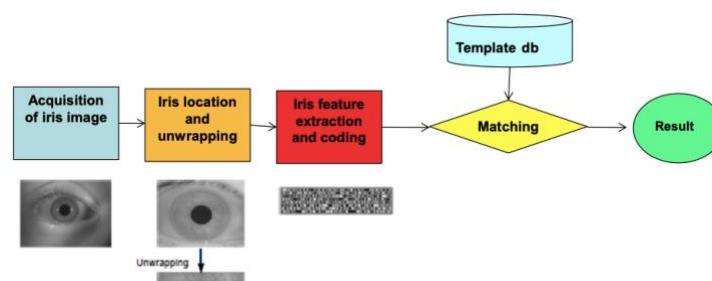 Template db
Acquisition
of iris image
Iris location
and
unwrapping
Iris feature
extraction
and coding
Matching
Result
Unwrapping